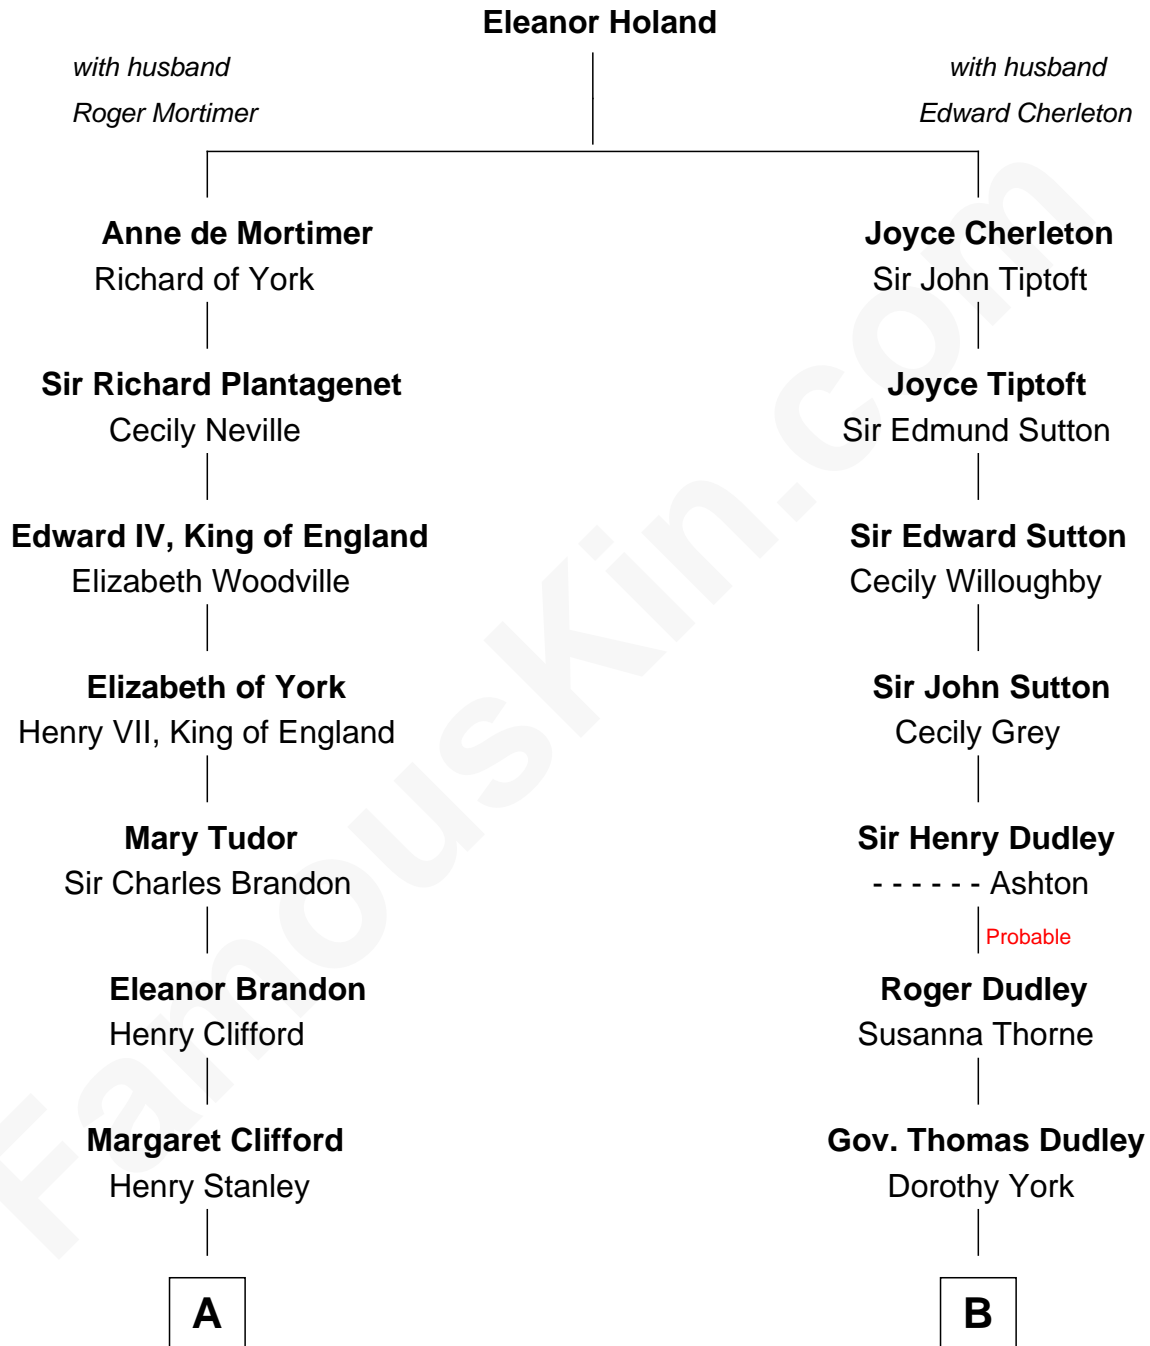 Eleanor Holand
with husband
Roger Mortimer
with husband
Edward Cherleton
Anne de Mortimer
Richard of York
Joyce Cherleton
Sir John Tiptoft
Sir Richard Plantagenet
Cecily Neville
Joyce Tiptoft
Sir Edmund Sutton
Edward IV, King of England
Elizabeth Woodville
Sir Edward Sutton
Cecily Willoughby
Elizabeth of York
Henry VII, King of England
Sir John Sutton
Cecily Grey
Mary Tudor
Sir Charles Brandon
Sir Henry Dudley
- - - - - - Ashton
Probable
Eleanor Brandon
Henry Clifford
Roger Dudley
Susanna Thorne
Margaret Clifford
Henry Stanley
Gov. Thomas Dudley
Dorothy York
A
B
FamousKin.com